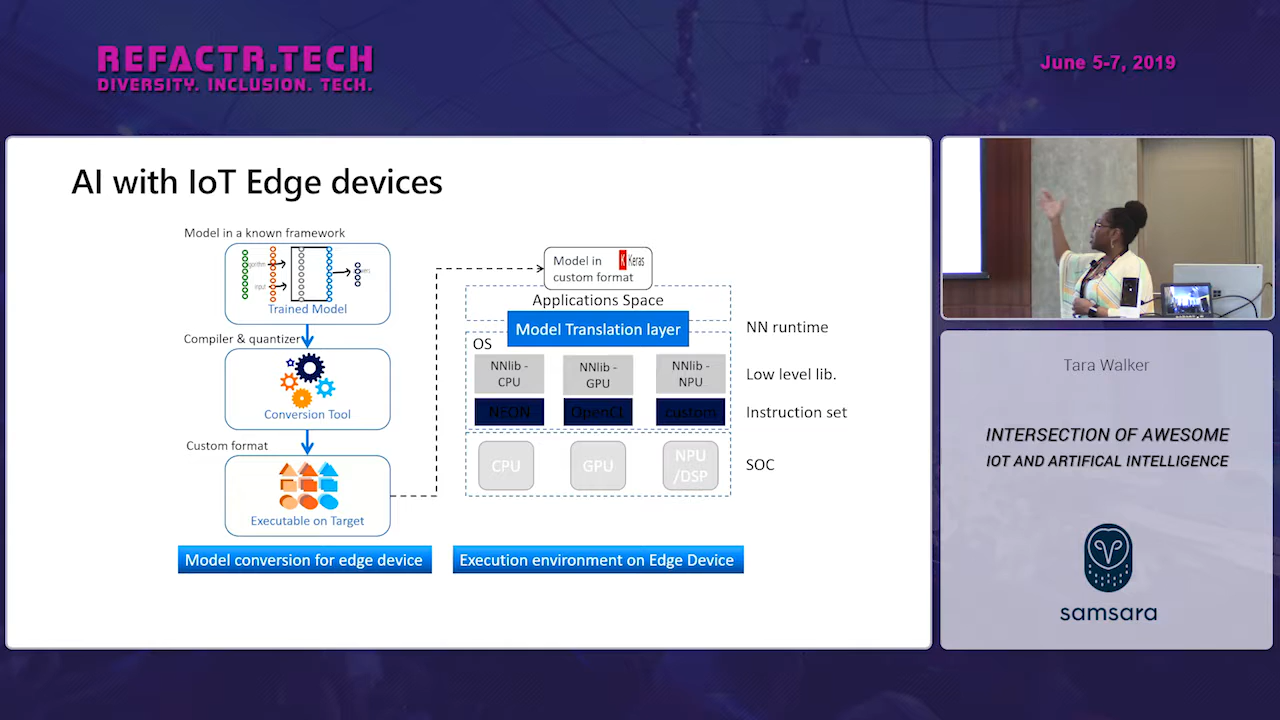 REFACTR.TECH
DIVERSITY. INCLUSION. TECH.
June 5-7, 2019
AI with IoT Edge devices
Model in a known framework
input
Trained Model
Compiler & quantizer
Conversion Tool
Custom format
Executable on Target
Model conversion for edge device
Model in
custom format
K Keras
Applications Space
Model Translation layer
NN runtime
OS
NNlib -
CPU
NNlib -
GPU
NNlib -
NPU
Low level lib.
NEON
OpenCL
custom
Instruction set
CPU
GPU
NPU
/DSP
SOC
Execution environment on Edge Device
Tara Walker
INTERSECTION OF AWESOME
IOT AND ARTIFICAL INTELLIGENCE
samsara